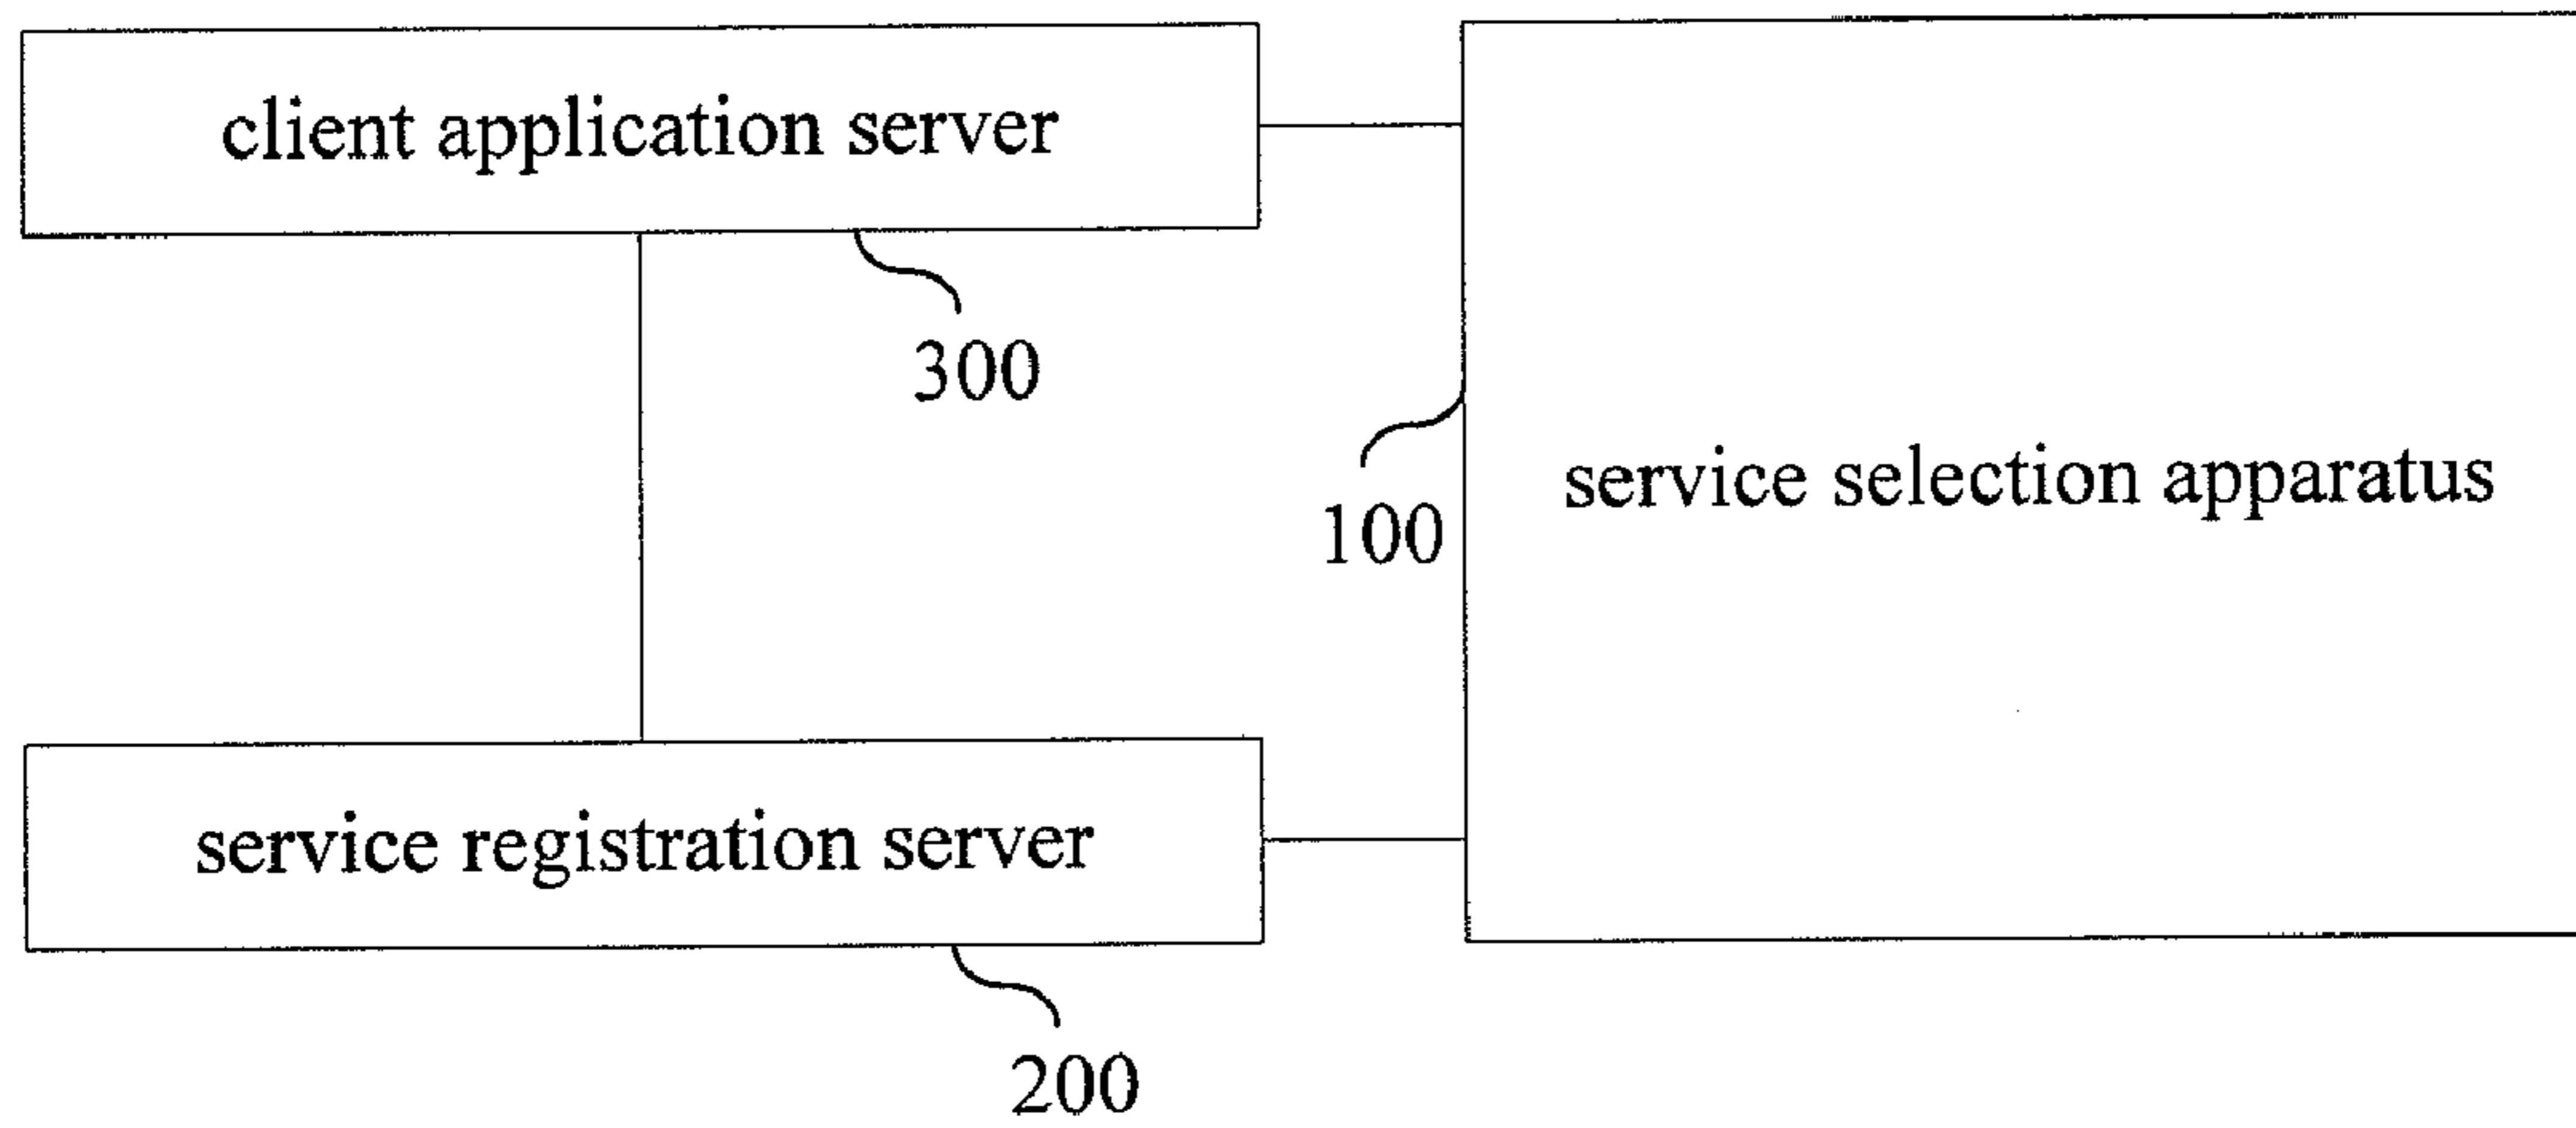 client application server
300
100
service selection apparatus
service registration server
200